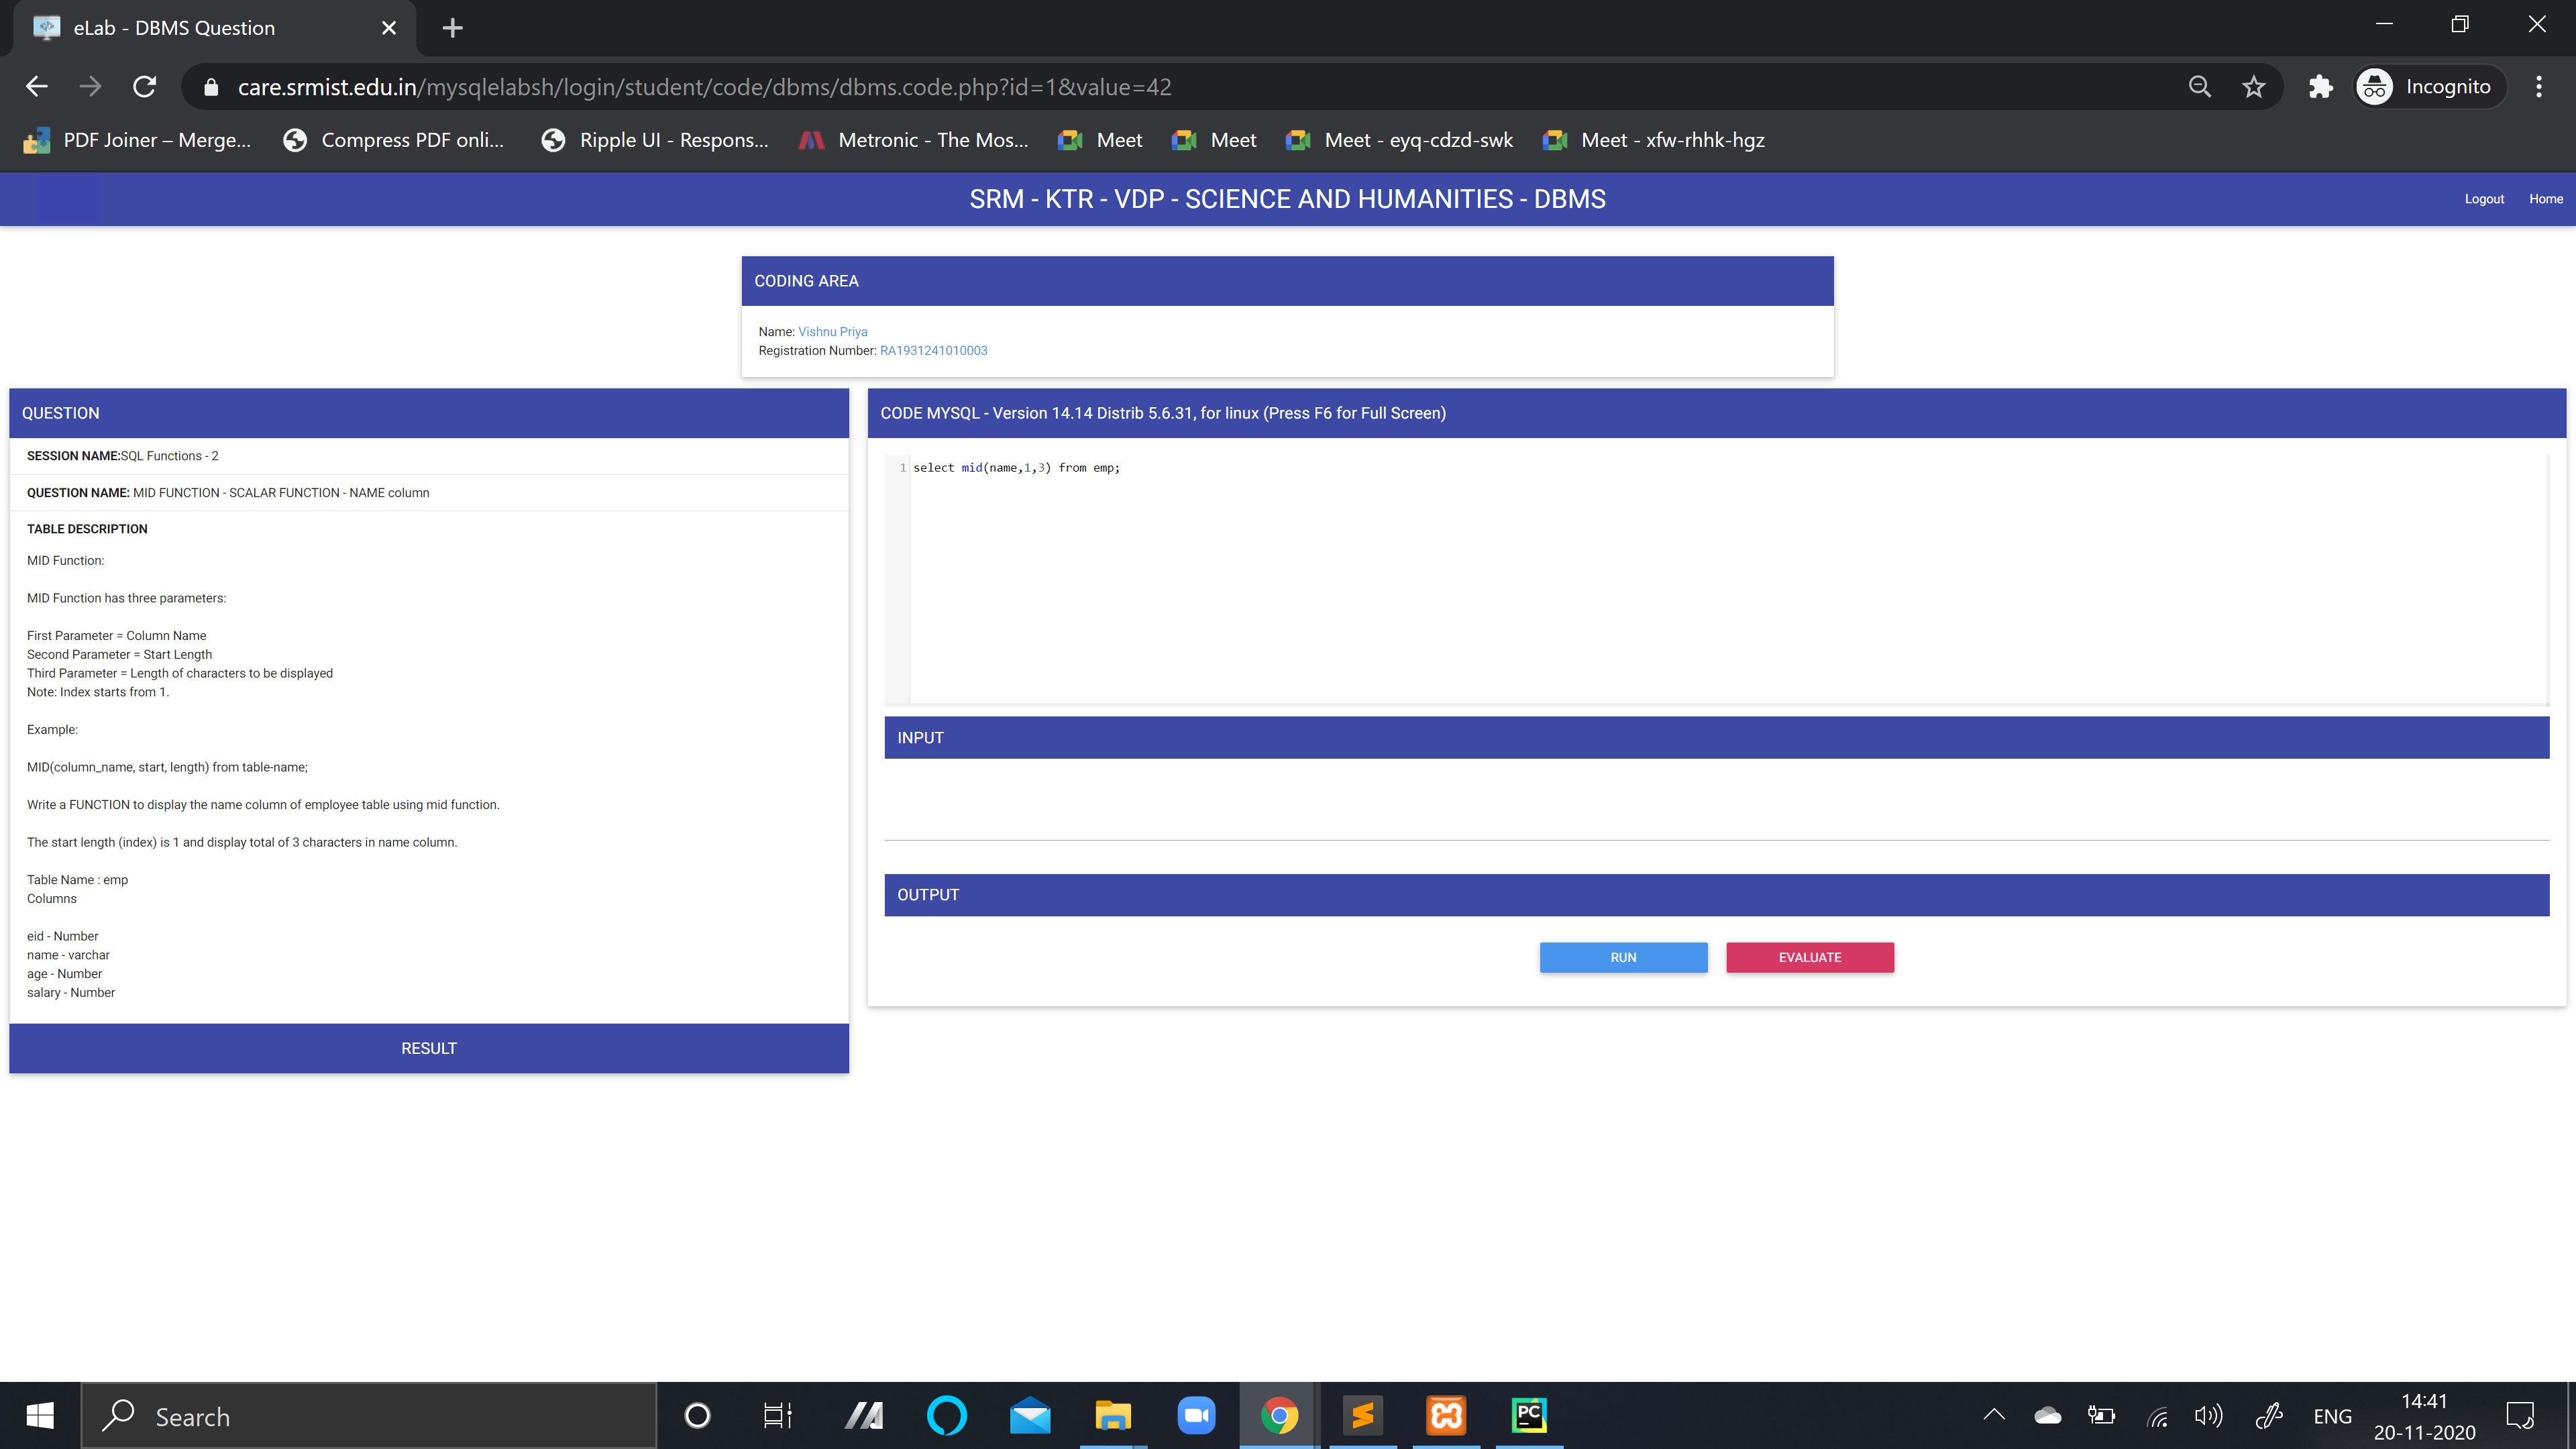 eLab - DBMS Question
care.srmist.edu.in/mysqlelabsh/login/student/code/dbms/dbms.code.php?id=1&value=42
Incognito
PDF Joiner – Merge...
Compress PDF onli...
Ripple UI - Respons...
Metronic - The Mos...
Meet
Meet
Meet - eyq-cdzd-swk
Meet - xfw-rhhk-hgz
SRM - KTR - VDP - SCIENCE AND HUMANITIES - DBMS
Logout
Home
CODING AREA
Name: Vishnu Priya
Registration Number: RA1931241010003
QUESTION
SESSION NAME:SQL Functions - 2
QUESTION NAME: MID FUNCTION - SCALAR FUNCTION - NAME column
TABLE DESCRIPTION
MID Function:
MID Function has three parameters:
First Parameter = Column Name
Second Parameter = Start Length
Third Parameter = Length of characters to be displayed
Note: Index starts from 1.
Example:
MID(column_name, start, length) from table-name;
Write a FUNCTION to display the name column of employee table using mid function.
The start length (index) is 1 and display total of 3 characters in name column.
Table Name : emp
Columns
eid - Number
name - varchar
age - Number
salary - Number
RESULT
CODE MYSQL - Version 14.14 Distrib 5.6.31, for linux (Press F6 for Full Screen)
1 select mid(name,1,3) from emp;
INPUT
OUTPUT
RUN
EVALUATE
Search
PC
ENG
14:41
20-11-2020